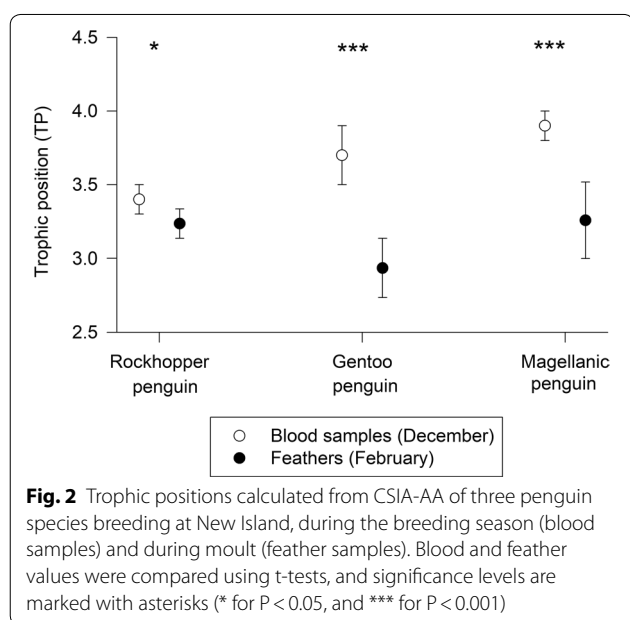 4.5
* *** ***
4.0
3.5
3.0
2.5
Trophic position (TP)
Rockhopper penguin
Gentoo penguin
Magellanic penguin
Blood samples (December)
Feathers (February)
Fig. 2 Trophic positions calculated from CSIA-AA of three penguin
species breeding at New Island, during the breeding season (blood
samples) and during moult (feather samples). Blood and feather
values were compared using t-tests, and significance levels are
marked with asterisks (* for P < 0.05, and *** for P < 0.001)